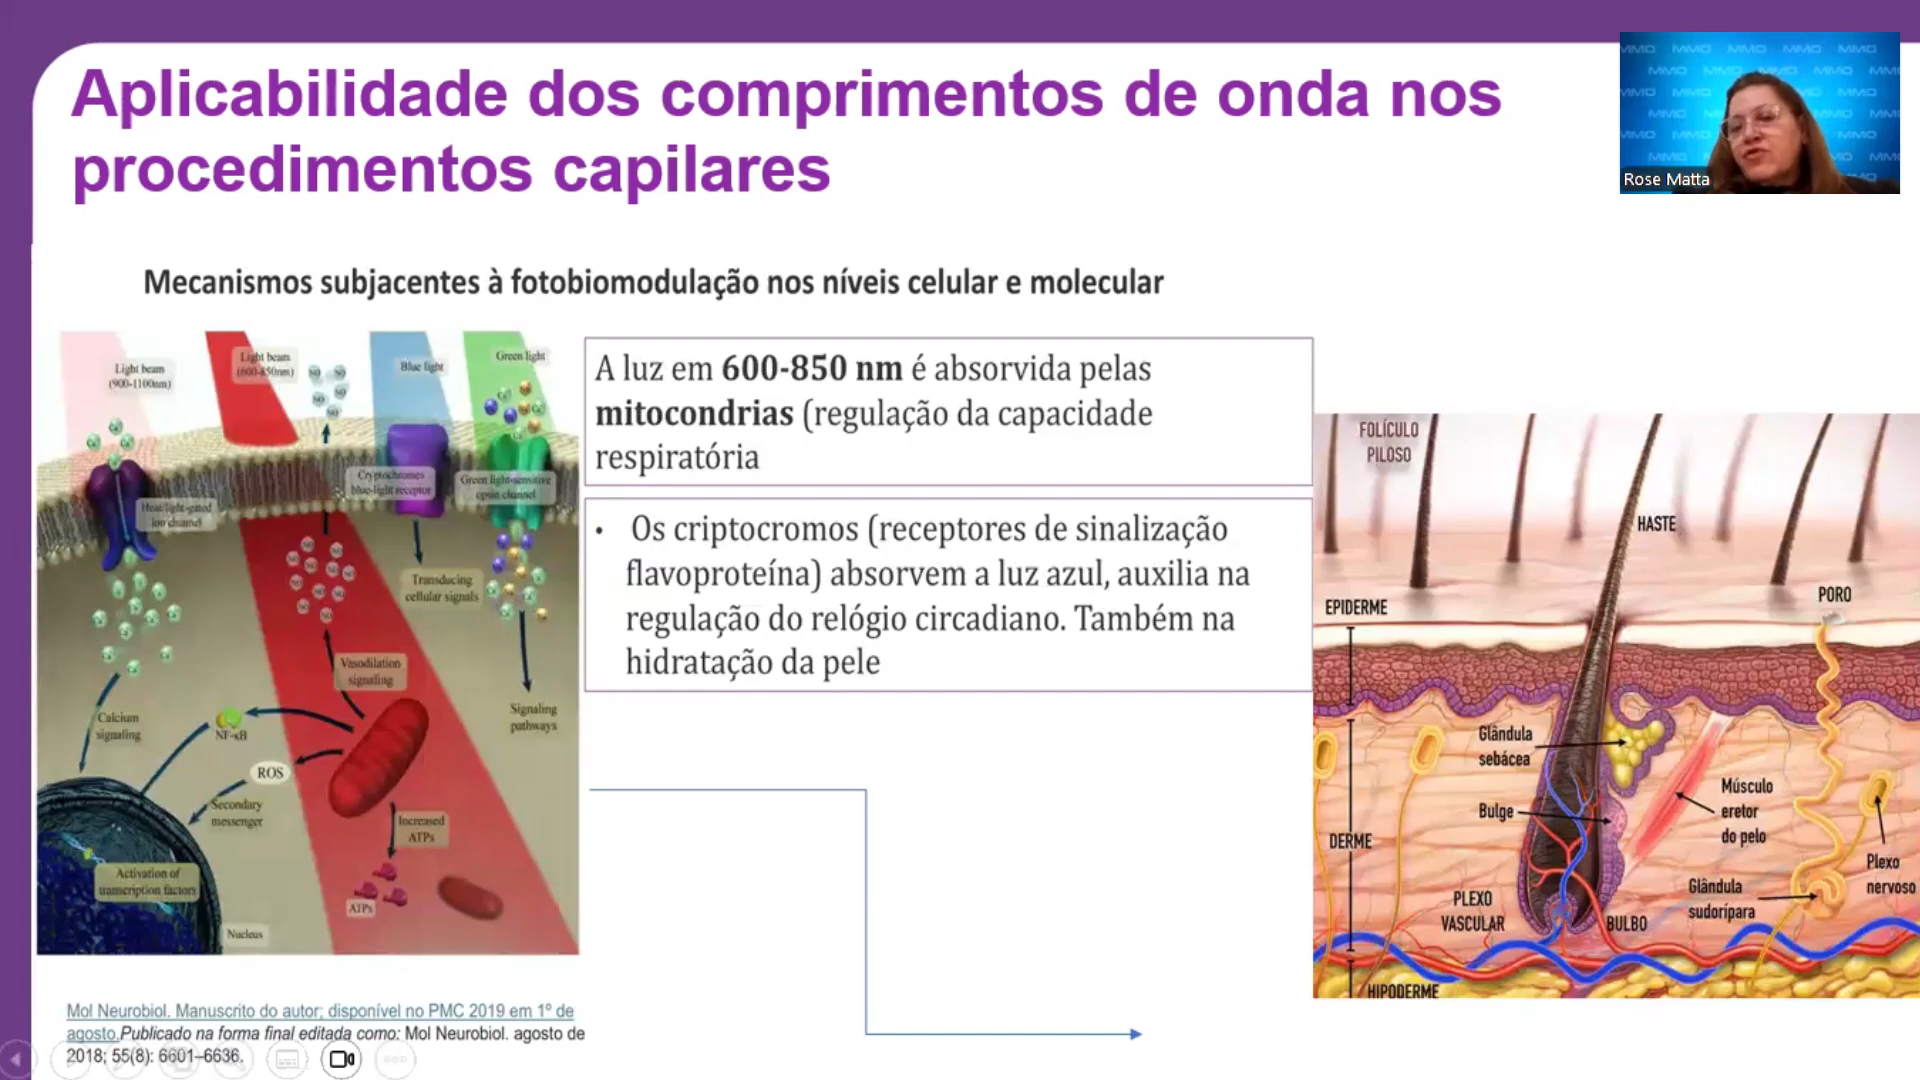 Aplicabilidade dos comprimentos de onda nos
procedimentos capilares
MMO MMO MMO MMO MMO
Rose Matta
Mecanismos subjacentes à fotobiomodulação nos níveis celular e molecular
Light beam
(900-1100nm)
Light beam
(600-850nm)
Blue light
Green light
Heat/light-gated
ion channel
Cryptochromes
blue-light receptor
Green light-sensitive
opsin channel
Transducing
cellular signals
Vasodilation
signaling
Signaling
pathways
Calcium
signaling
NF-κB
ROS
Secondary
messenger
Increased
ATPs
Activation of
transcription factors
ATPs
Nucleus
A luz em 600-850 nm é absorvida pelas
mitocondrias (regulação da capacidade
respiratória
• Os criptocromos (receptores de sinalização
flavoproteína) absorvem a luz azul, auxilia na
regulação do relógio circadiano. Também na
hidratação da pele
FOLÍCULO
PILOSO
HASTE
PORO
EPIDERME
Glândula
sebácea
Músculo
eretor
do pelo
Bulge
DERME
Plexo
nervoso
Glândula
sudorípara
PLEXO
VASCULAR
BULBO
HIPODERME
Mol Neurobiol. Manuscrito do autor; disponível no PMC 2019 em 1º de
agosto.Publicado na forma final editada como: Mol Neurobiol. agosto de
2018; 55(8): 6601–6636.